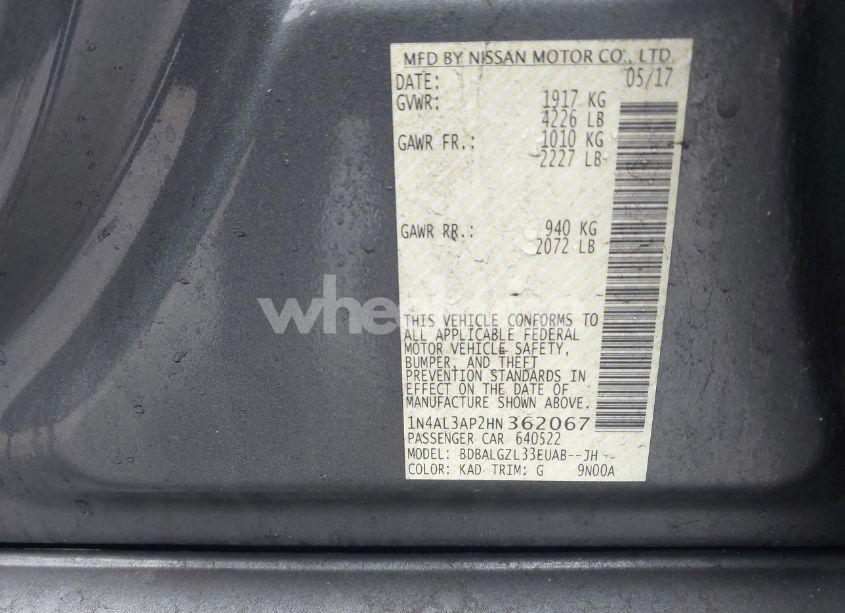 MFD BY NISSAN MOTOR CO., LTD.
DATE: 05/17
GVWR: 1917 KG
4226 LB
GAWR FR.: 1010 KG
2227 LB
GAWR RR.: 940 KG
2072 LB
THIS VEHICLE CONFORMS TO
ALL APPLICABLE FEDERAL
MOTOR VEHICLE SAFETY,
BUMPER, AND THEFT
PREVENTION STANDARDS IN
EFFECT ON THE DATE OF
MANUFACTURE SHOWN ABOVE.
1N4AL3AP2HN 362067
PASSENGER CAR 640522
MODEL: BDBALGZL33EUAB--JH--
COLOR: KAD TRIM: G 9N00A